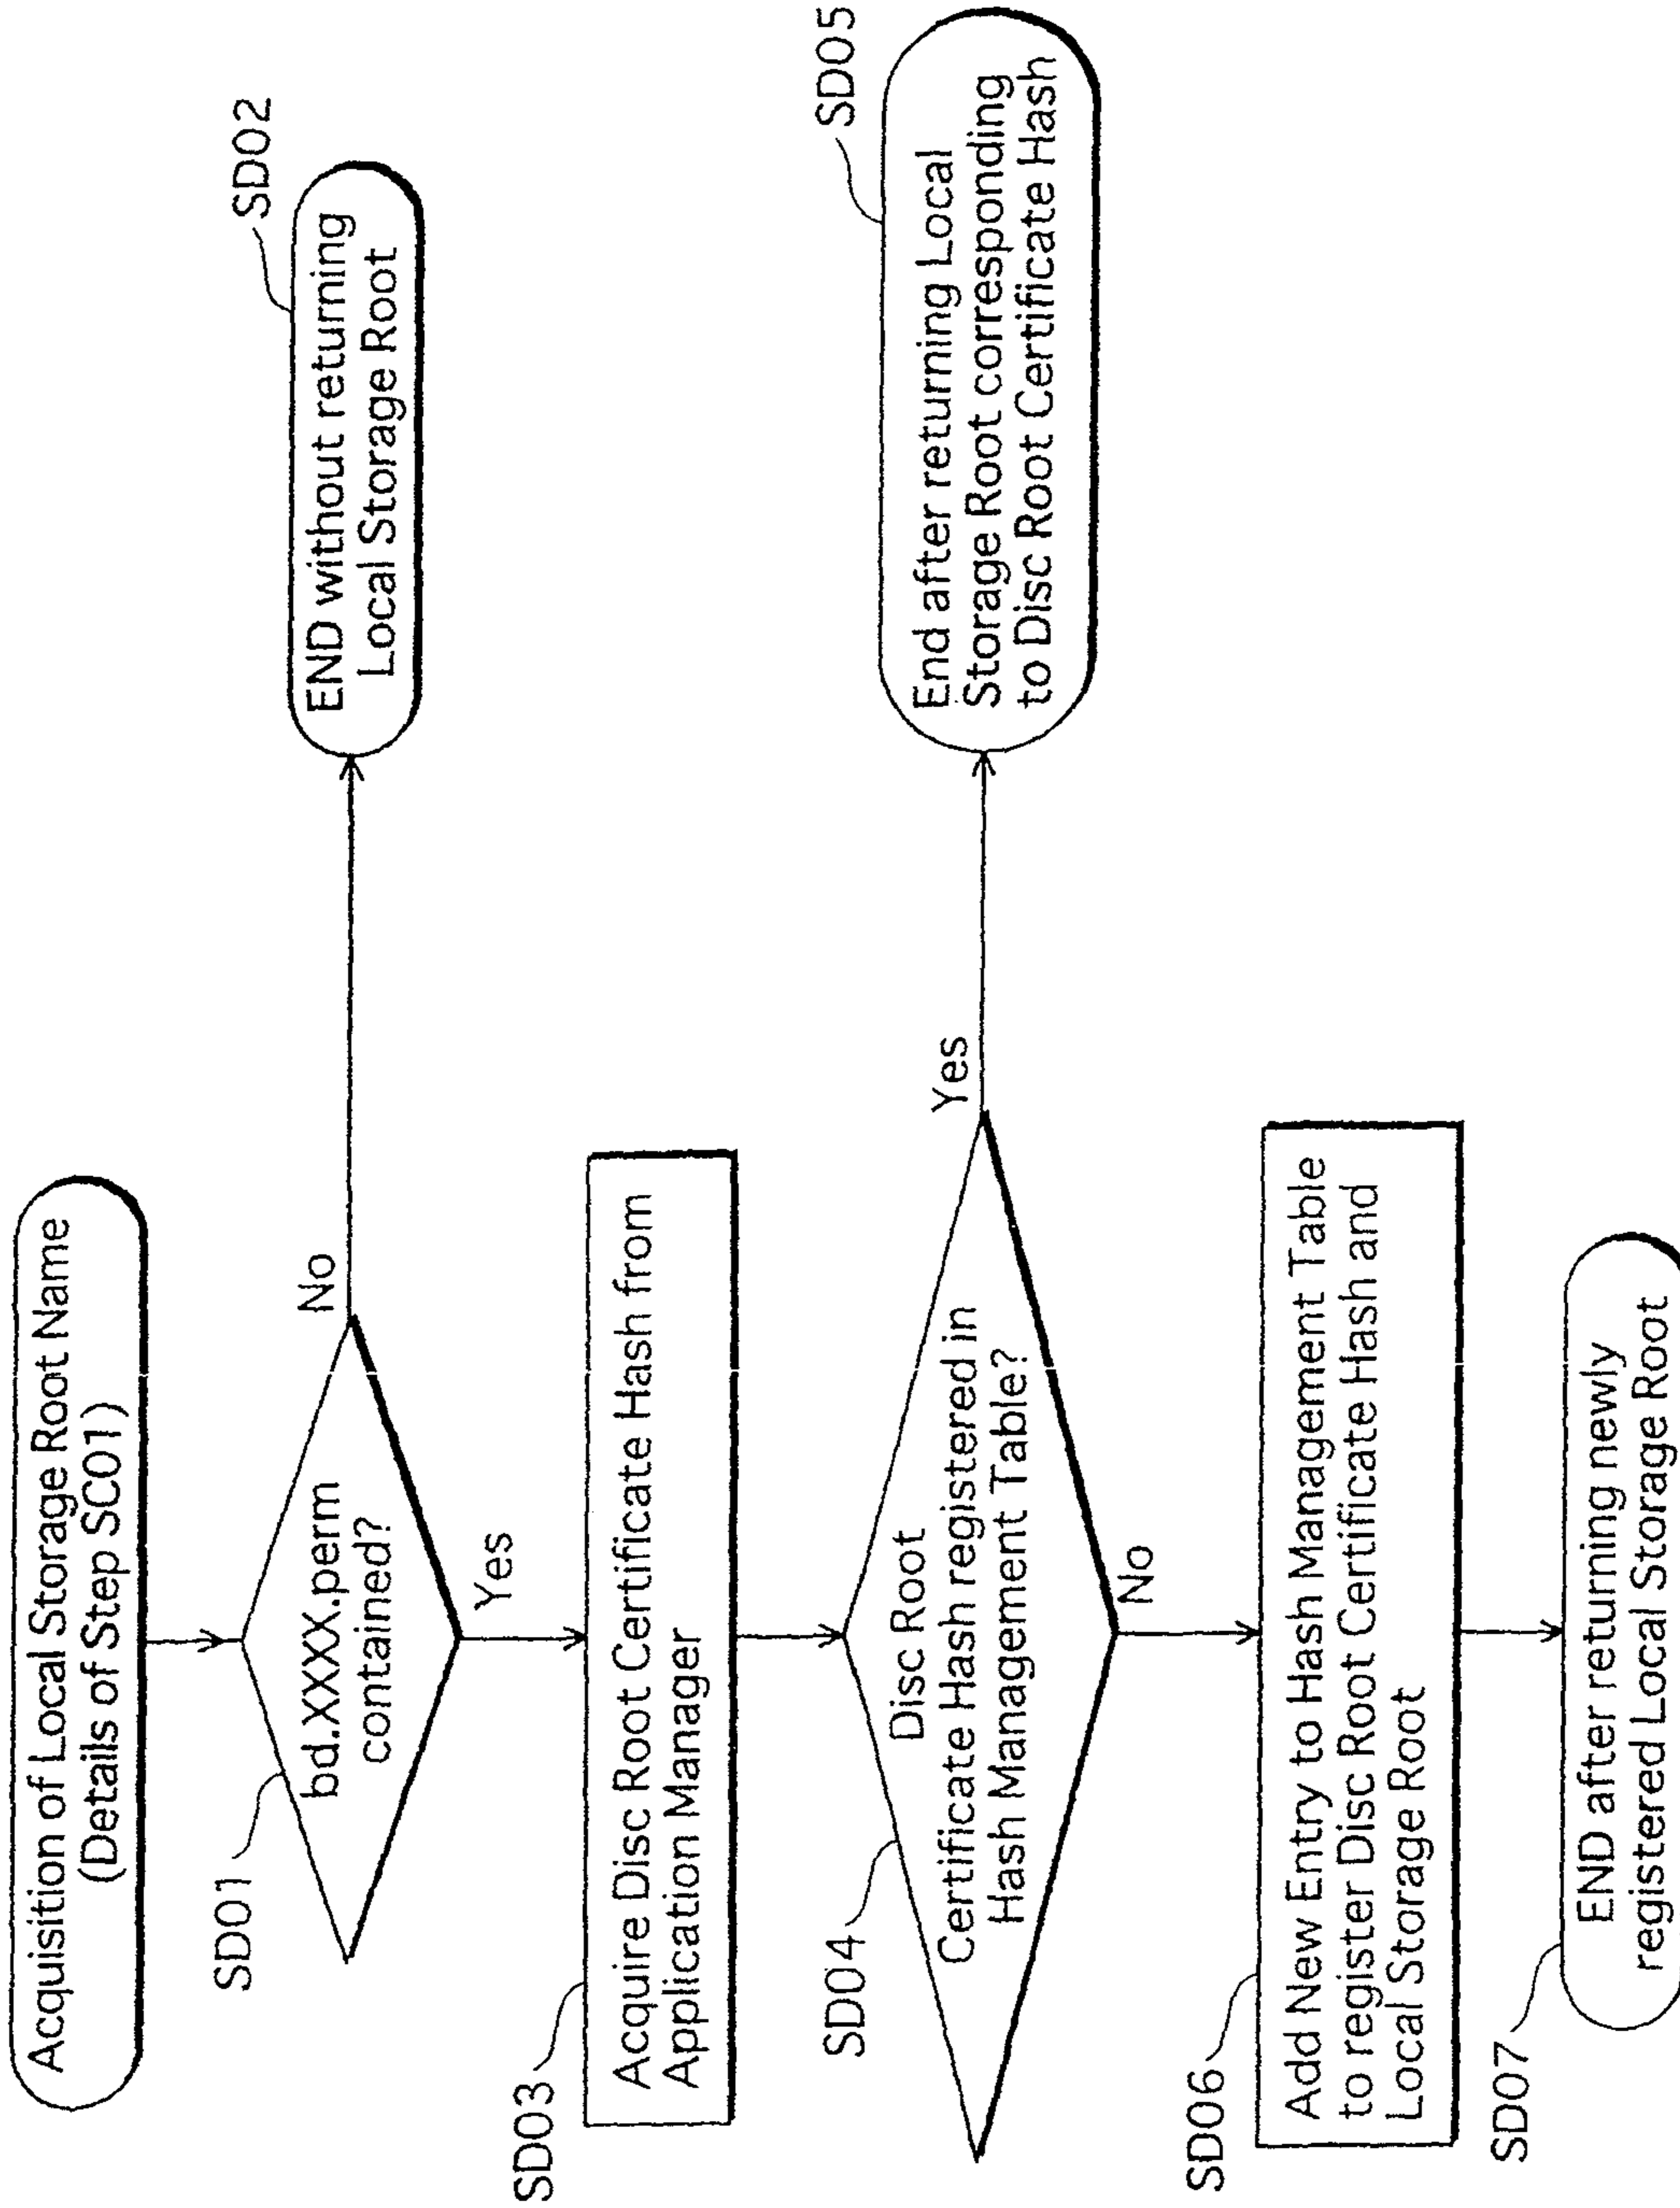 Acquisition of Local Storage Root Name
(Details of Step SC01)
SD01
bd.XXXX.perm
contained?
No
SD02
END without returning
Local Storage Root
Yes
SD03
Acquire Disc Root Certificate Hash from
Application Manager
SD04
Disc Root
Certificate Hash registered in
Hash Management Table?
Yes
SD05
End after returning Local
Storage Root corresponding
to Disc Root Certificate Hash
No
SD06
Add New Entry to Hash Management Table
to register Disc Root Certificate Hash and
Local Storage Root
SD07
END after returning newly
registered Local Storage Root